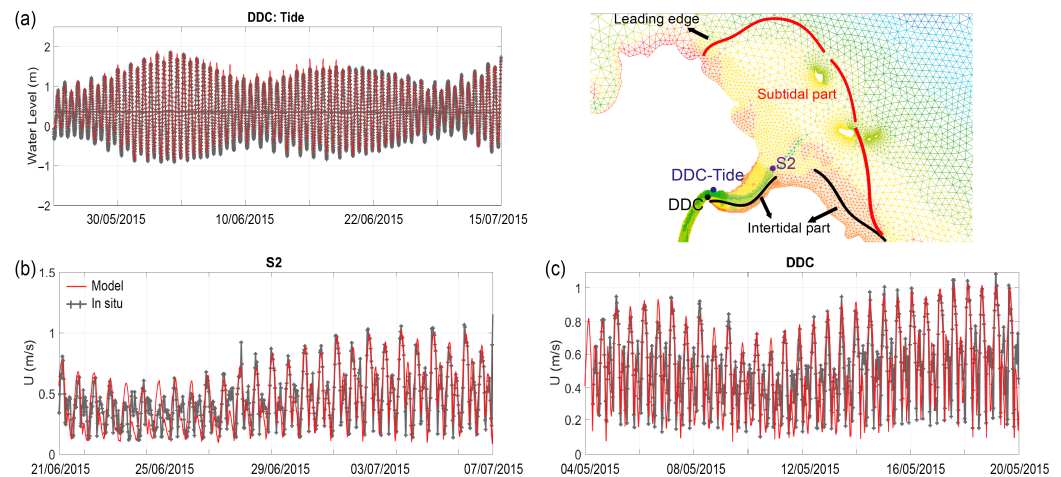 (a)
DDC: Tide
Water Level (m)
2
1
0
−1
−2
30/05/2015
10/06/2015
22/06/2015
15/07/2015
Leading edge
Subtidal part
S2
DDC-Tide
DDC
Intertidal part
(b)
S2
U (m/s)
1.5
1
0.5
0
Model
In situ
21/06/2015
25/06/2015
29/06/2015
03/07/2015
07/07/2015
(c)
DDC
U (m/s)
1
0.8
0.6
0.4
0.2
0
04/05/2015
08/05/2015
12/05/2015
16/05/2015
20/05/2015